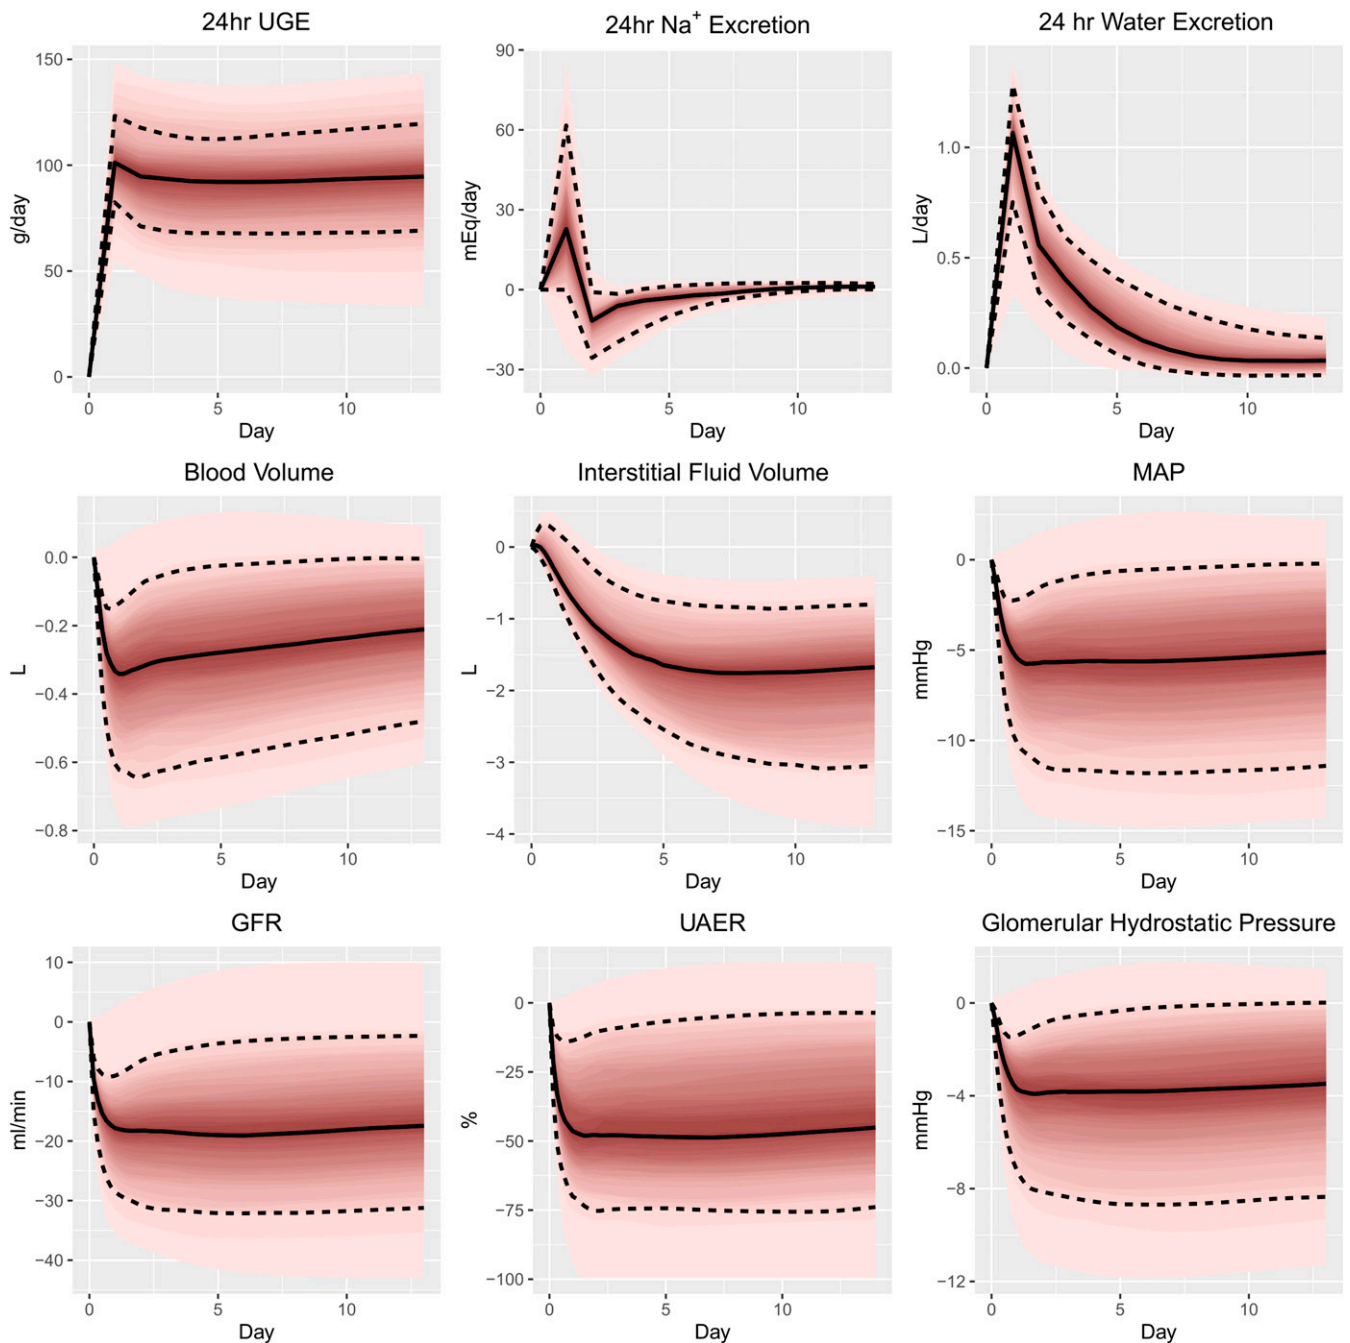 24hr UGE
g/day
150
100
50
0
0 5 10
Day
24hr Na⁺ Excretion
mEq/day
90
60
30
0
−30
0 5 10
Day
24 hr Water Excretion
L/day
1.0
0.5
0.0
0 5 10
Day
Blood Volume
L
0.0
−0.2
−0.4
−0.6
−0.8
0 5 10
Day
Interstitial Fluid Volume
L
0
−1
−2
−3
−4
0 5 10
Day
MAP
mmHg
0
−5
−10
−15
0 5 10
Day
GFR
ml/min
10
0
−10
−20
−30
−40
0 5 10
Day
UAER
%
0
−25
−50
−75
−100
0 5 10
Day
Glomerular Hydrostatic Pressure
mmHg
0
−4
−8
−12
0 5 10
Day